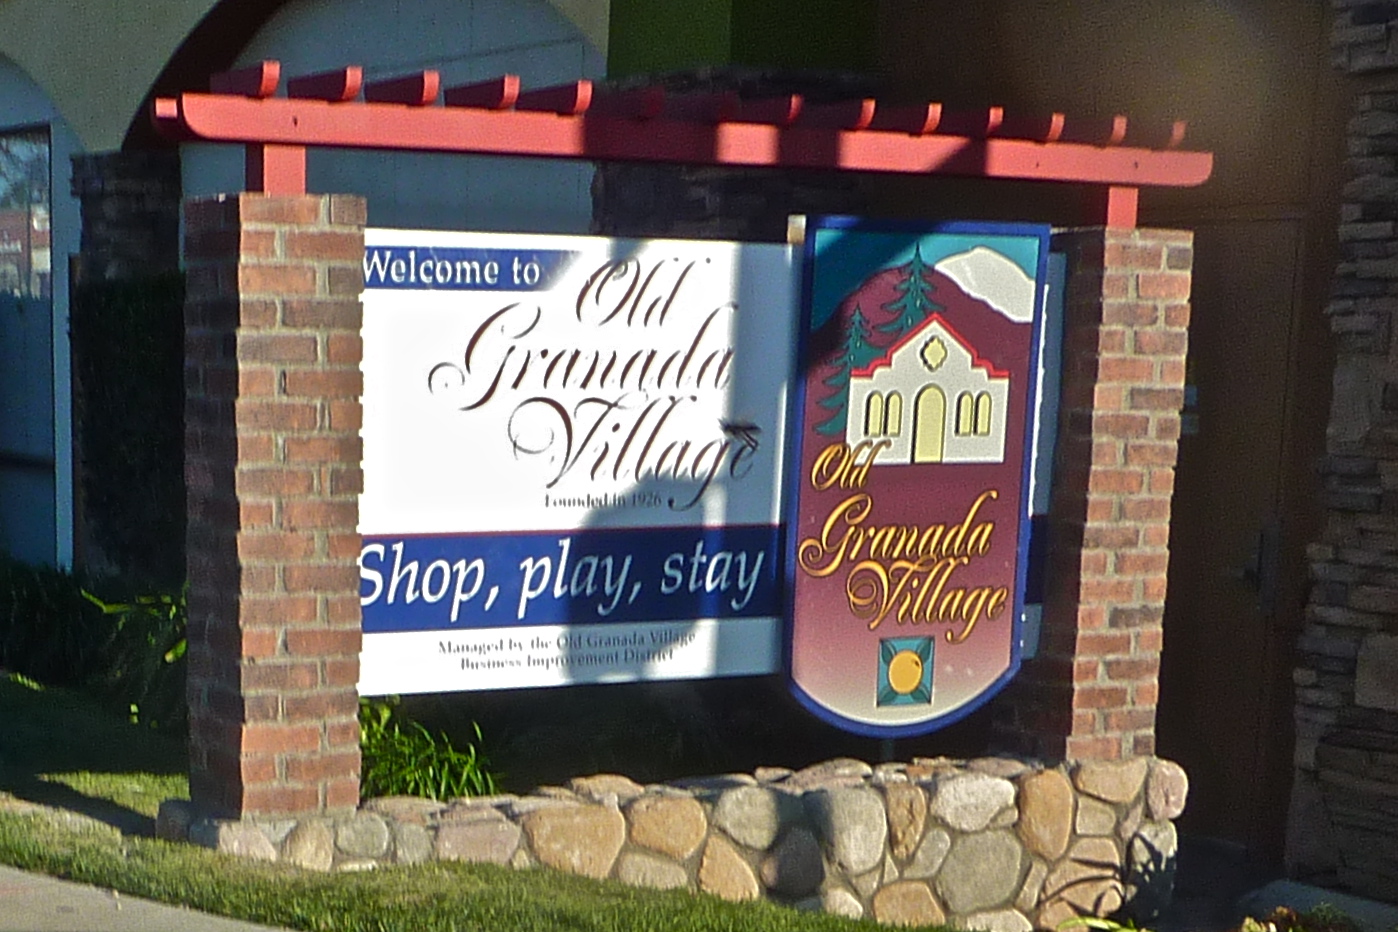 Welcome to
Old
Granada
Village
Founded in 1926
Shop, play, stay
Managed by the Old Granada Village
Business Improvement District
Old
Granada
Village